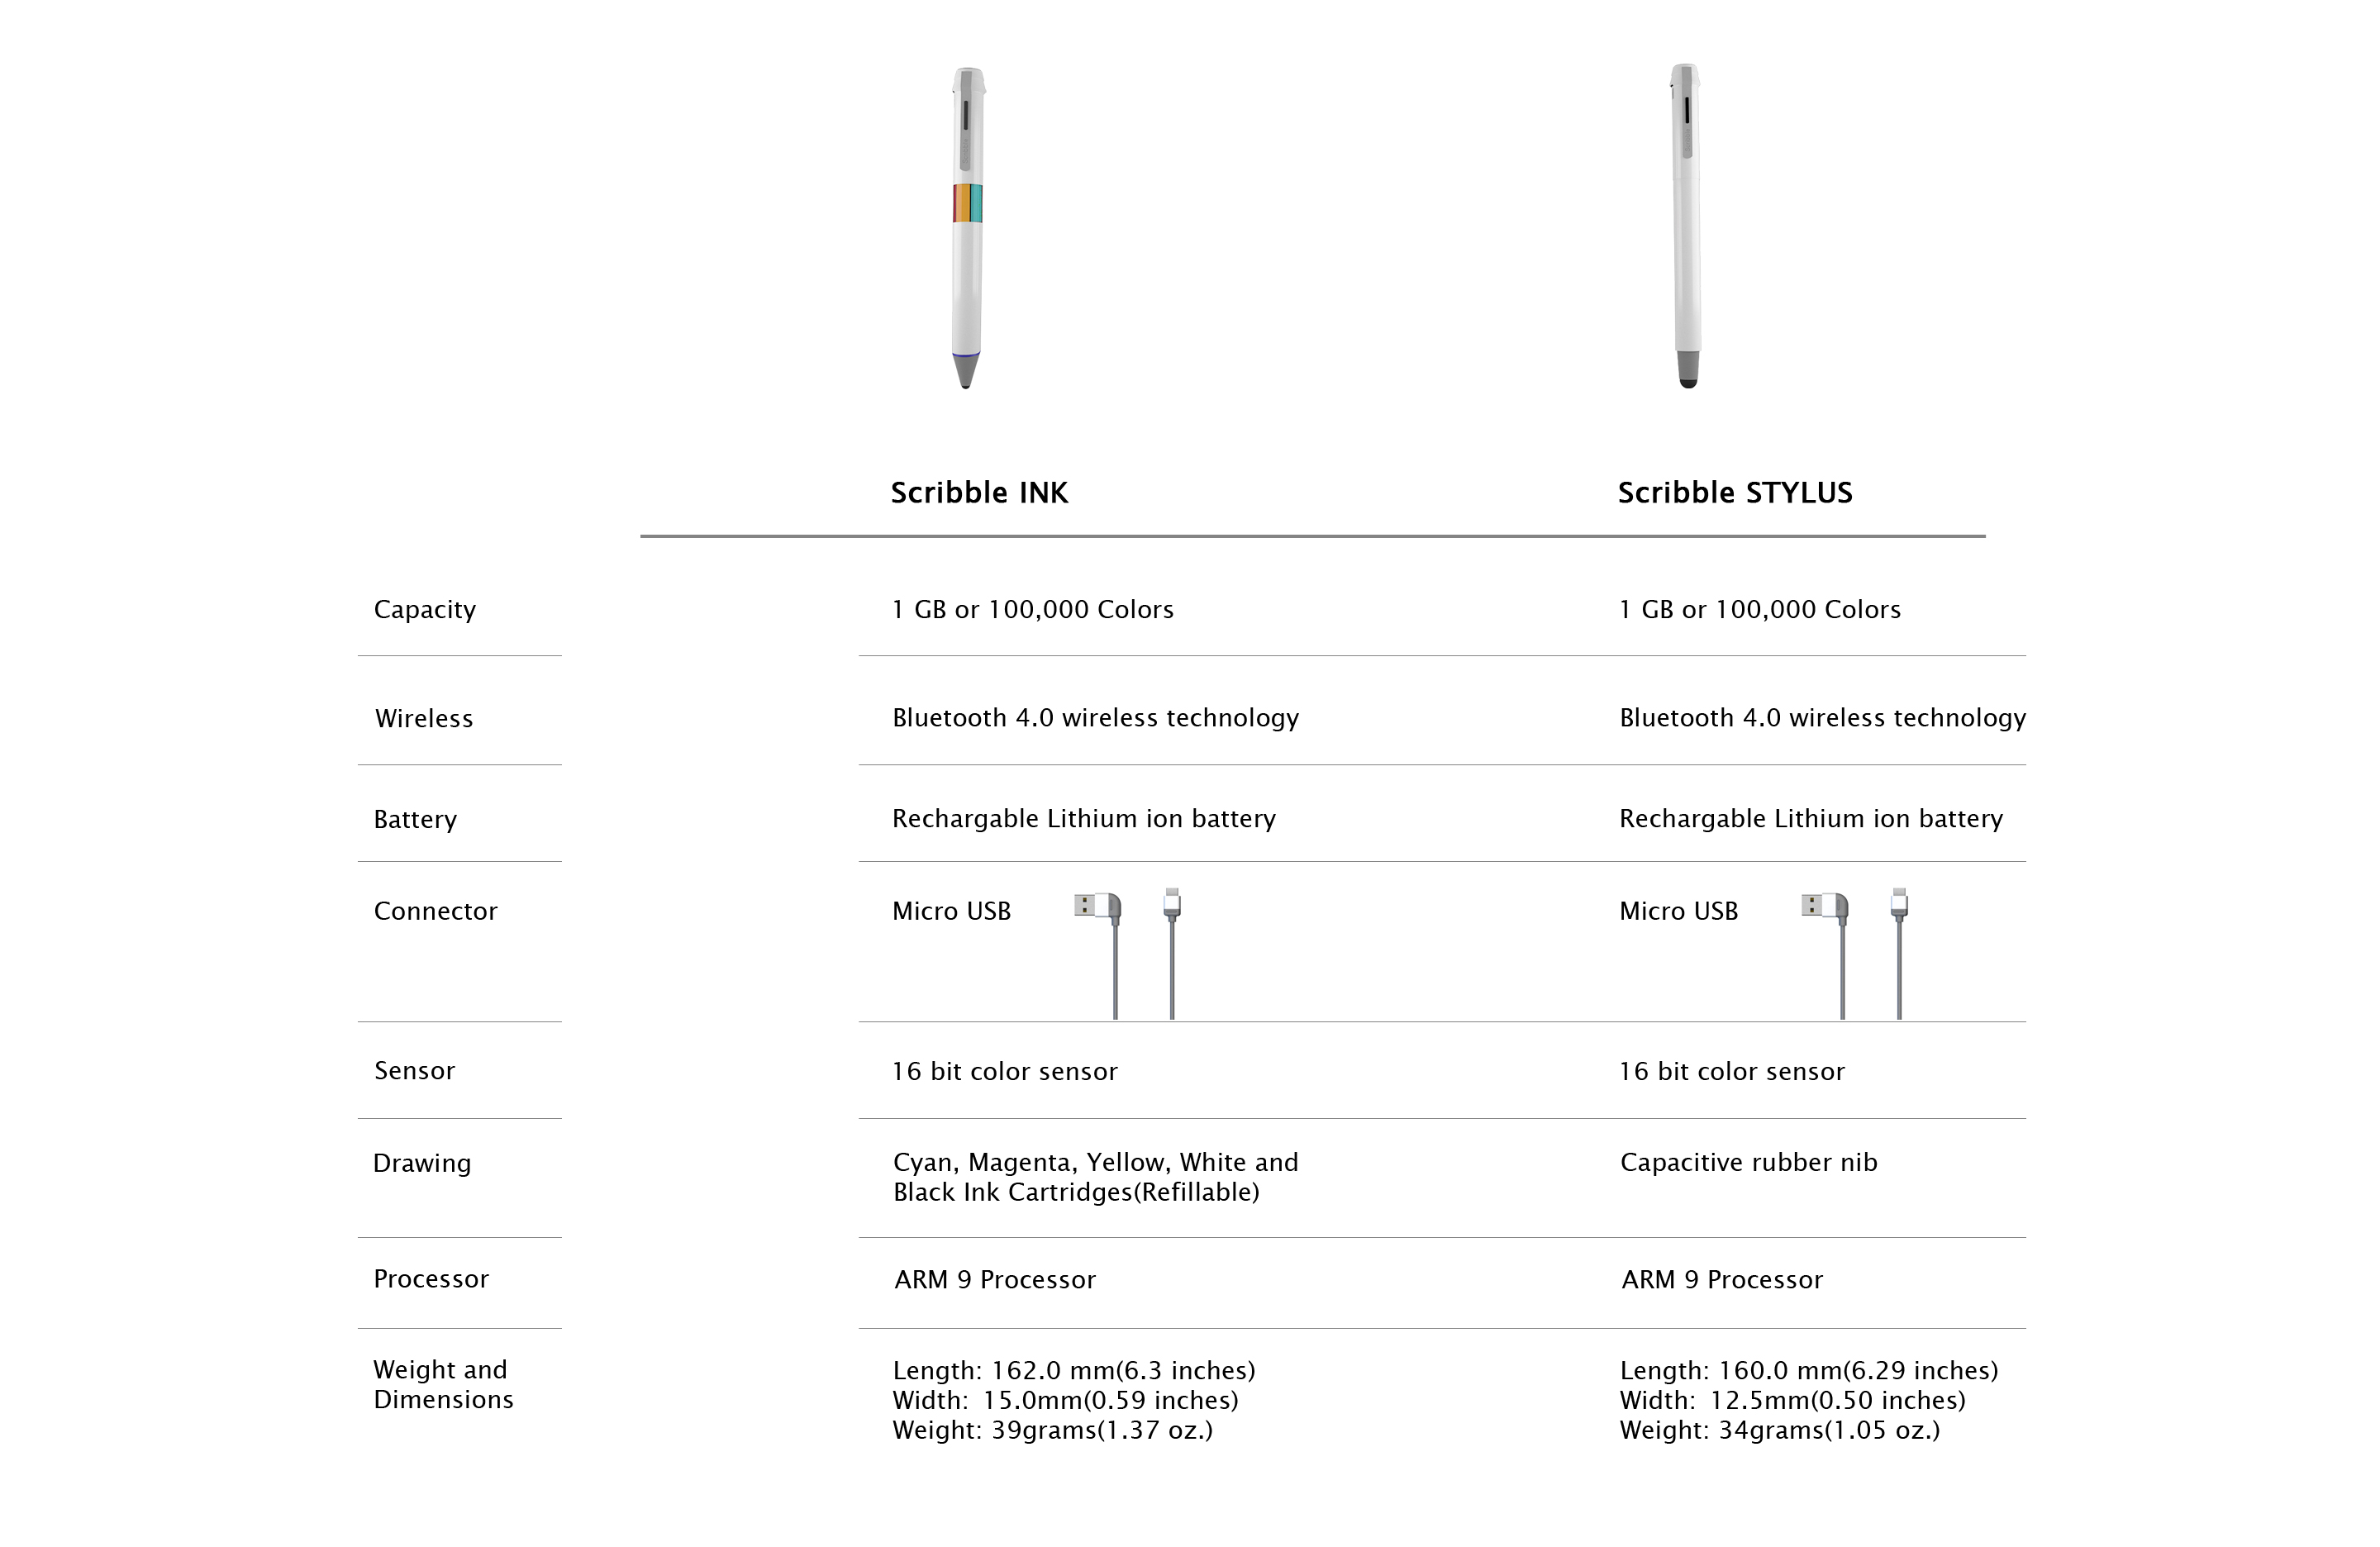 Scribble INK
Scribble STYLUS
Capacity
1 GB or 100,000 Colors
1 GB or 100,000 Colors
Wireless
Bluetooth 4.0 wireless technology
Bluetooth 4.0 wireless technology
Battery
Rechargable Lithium ion battery
Rechargable Lithium ion battery
Connector
Micro USB
Micro USB
Sensor
16 bit color sensor
16 bit color sensor
Drawing
Cyan, Magenta, Yellow, White and
Black Ink Cartridges(Refillable)
Capacitive rubber nib
Processor
ARM 9 Processor
ARM 9 Processor
Weight and
Dimensions
Length: 162.0 mm(6.3 inches)
Width: 15.0mm(0.59 inches)
Weight: 39grams(1.37 oz.)
Length: 160.0 mm(6.29 inches)
Width: 12.5mm(0.50 inches)
Weight: 34grams(1.05 oz.)